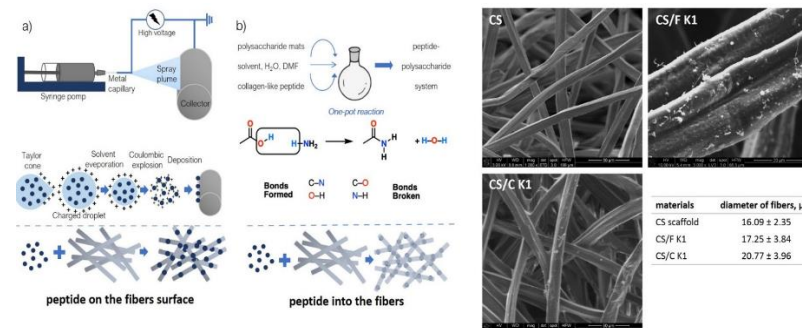 a)
High voltage
Syringe pump
Metal
capillary
Spray
plume
Collector
Taylor
cone
Solvent
evaporation
Coulombic
explosion
Deposition
Charged droplet
peptide on the fibers surface
b)
polysaccharide mats
solvent, H₂O, DMF
collagen-like peptide
peptide-
polysaccharide
system
One-pot reaction
O
O
H
H
NH₂
O
N
H
H
+ H–O–H
Bonds
Formed
C–N
O–H
C–O
N–H
Bonds
Broken
peptide into the fibers
CS
CS/F K1
CS/C K1
materials diameter of fibers,
CS scaffold 16.09 ± 2.35
CS/F K1 17.25 ± 3.84
CS/C K1 20.77 ± 3.96